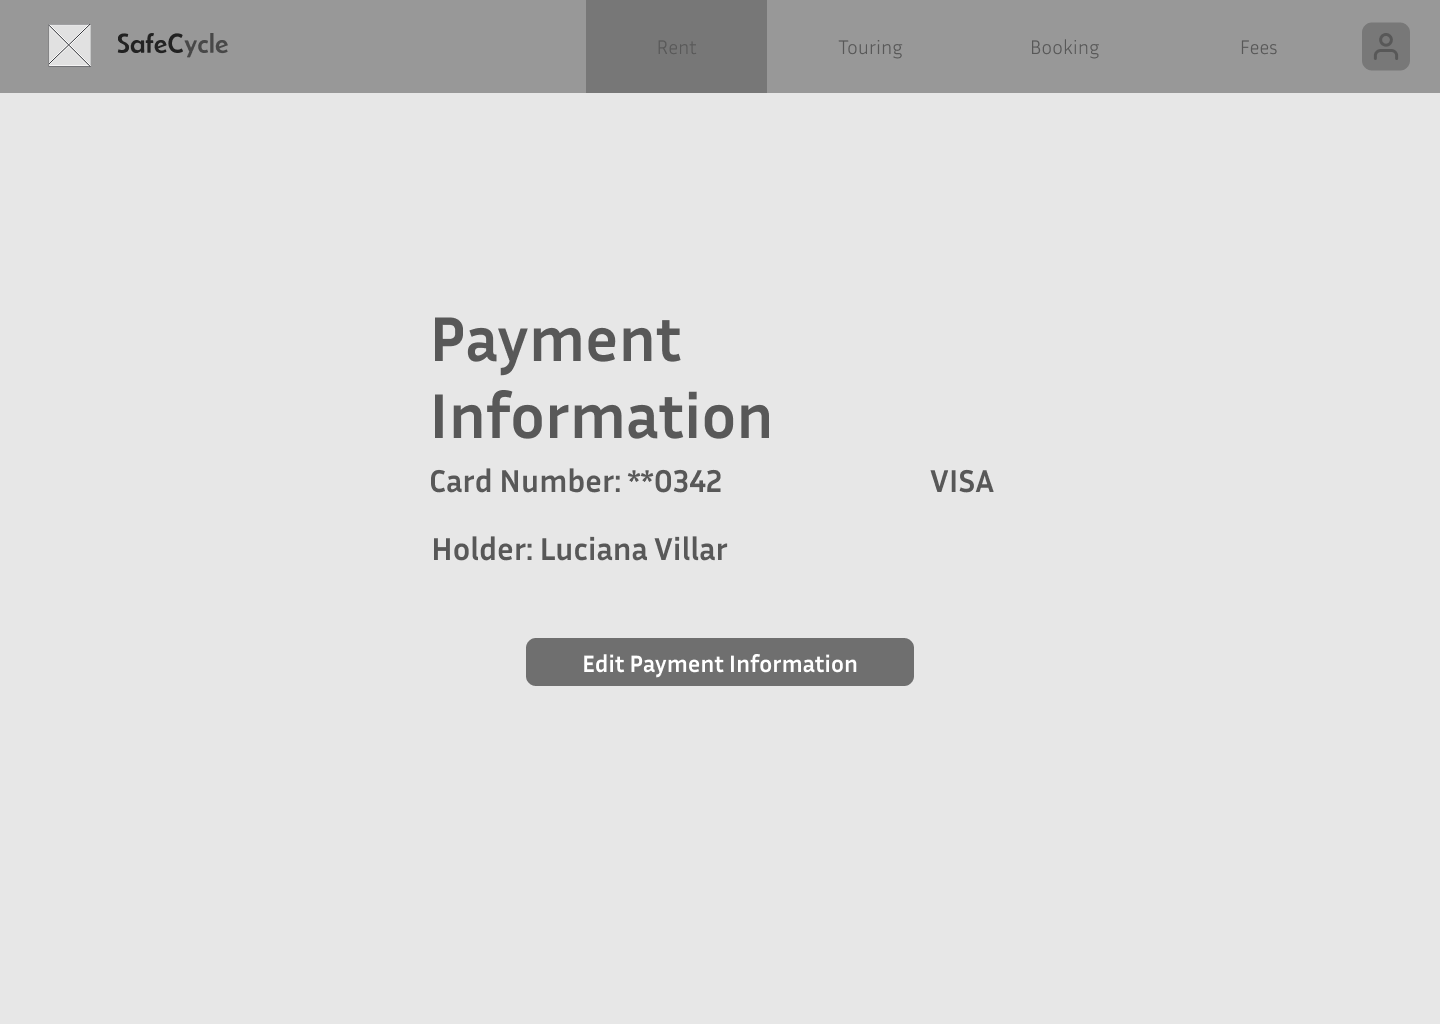 SafeCycle
Rent
Touring
Booking
Fees
Payment
Information
Card Number: **0342
VISA
Holder: Luciana Villar
Edit Payment Information